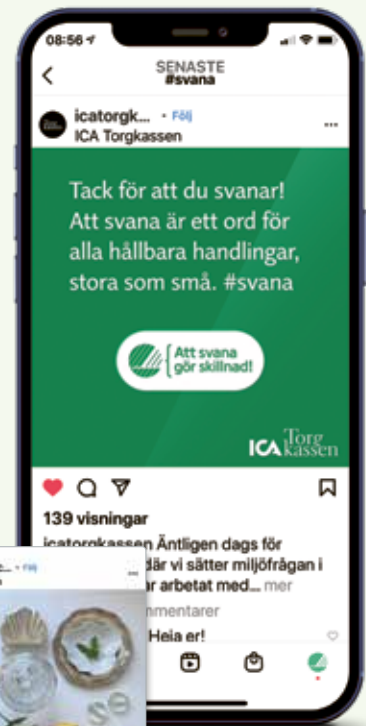 08:56
SENASTE
#svana
icatorgk... • Följ
ICA Torgkassen
Tack för att du svanar!
Att svana är ett ord för
alla hållbara handlingar,
stora som små. #svana
Att svana
gör skillnad!
ICA Torg
kassen
139 visningar
icatorgkassen Äntligen dags för
där vi sätter miljöfrågan i
ar arbetat med... mer
mmentarer
Heja er!